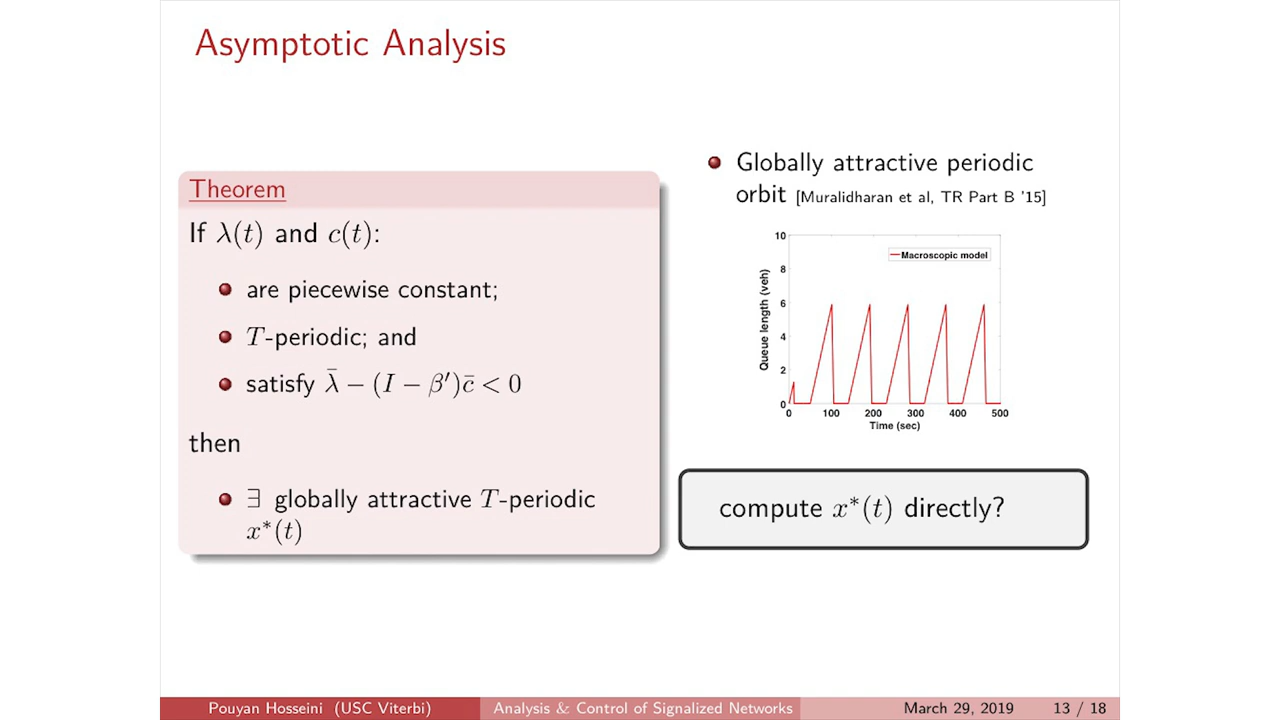 Asymptotic Analysis
Theorem
If λ(t) and c(t):
are piecewise constant;
T-periodic; and
satisfy λ̄ − (I − β′)c̄ < 0
then
∃ globally attractive T-periodic
x*(t)
Globally attractive periodic
orbit [Muralidharan et al, TR Part B '15]
10
8
6
4
2
0
Queue length (veh)
Macroscopic model
0 100 200 300 400 500
Time (sec)
compute x*(t) directly?
Pouyan Hosseini (USC Viterbi) Analysis & Control of Signalized Networks March 29, 2019 13 / 18